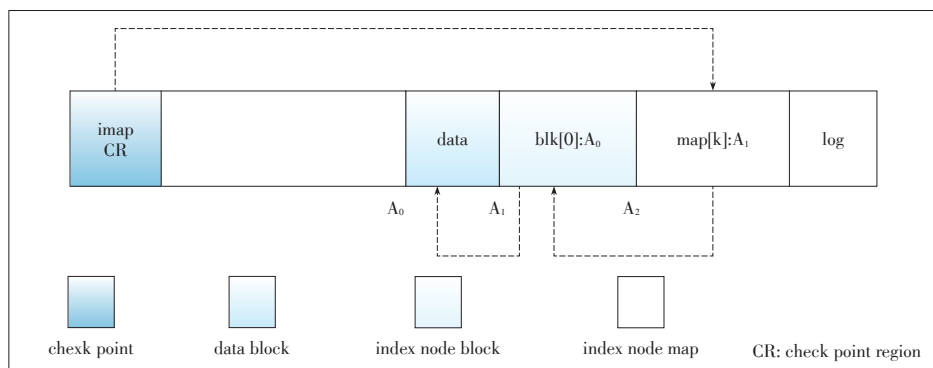 imap
CR
data
blk[0]:A₀
map[k]:A₁
log
A₀
A₁
A₂
chexk point
data block
index node block
index node map
CR: check point region